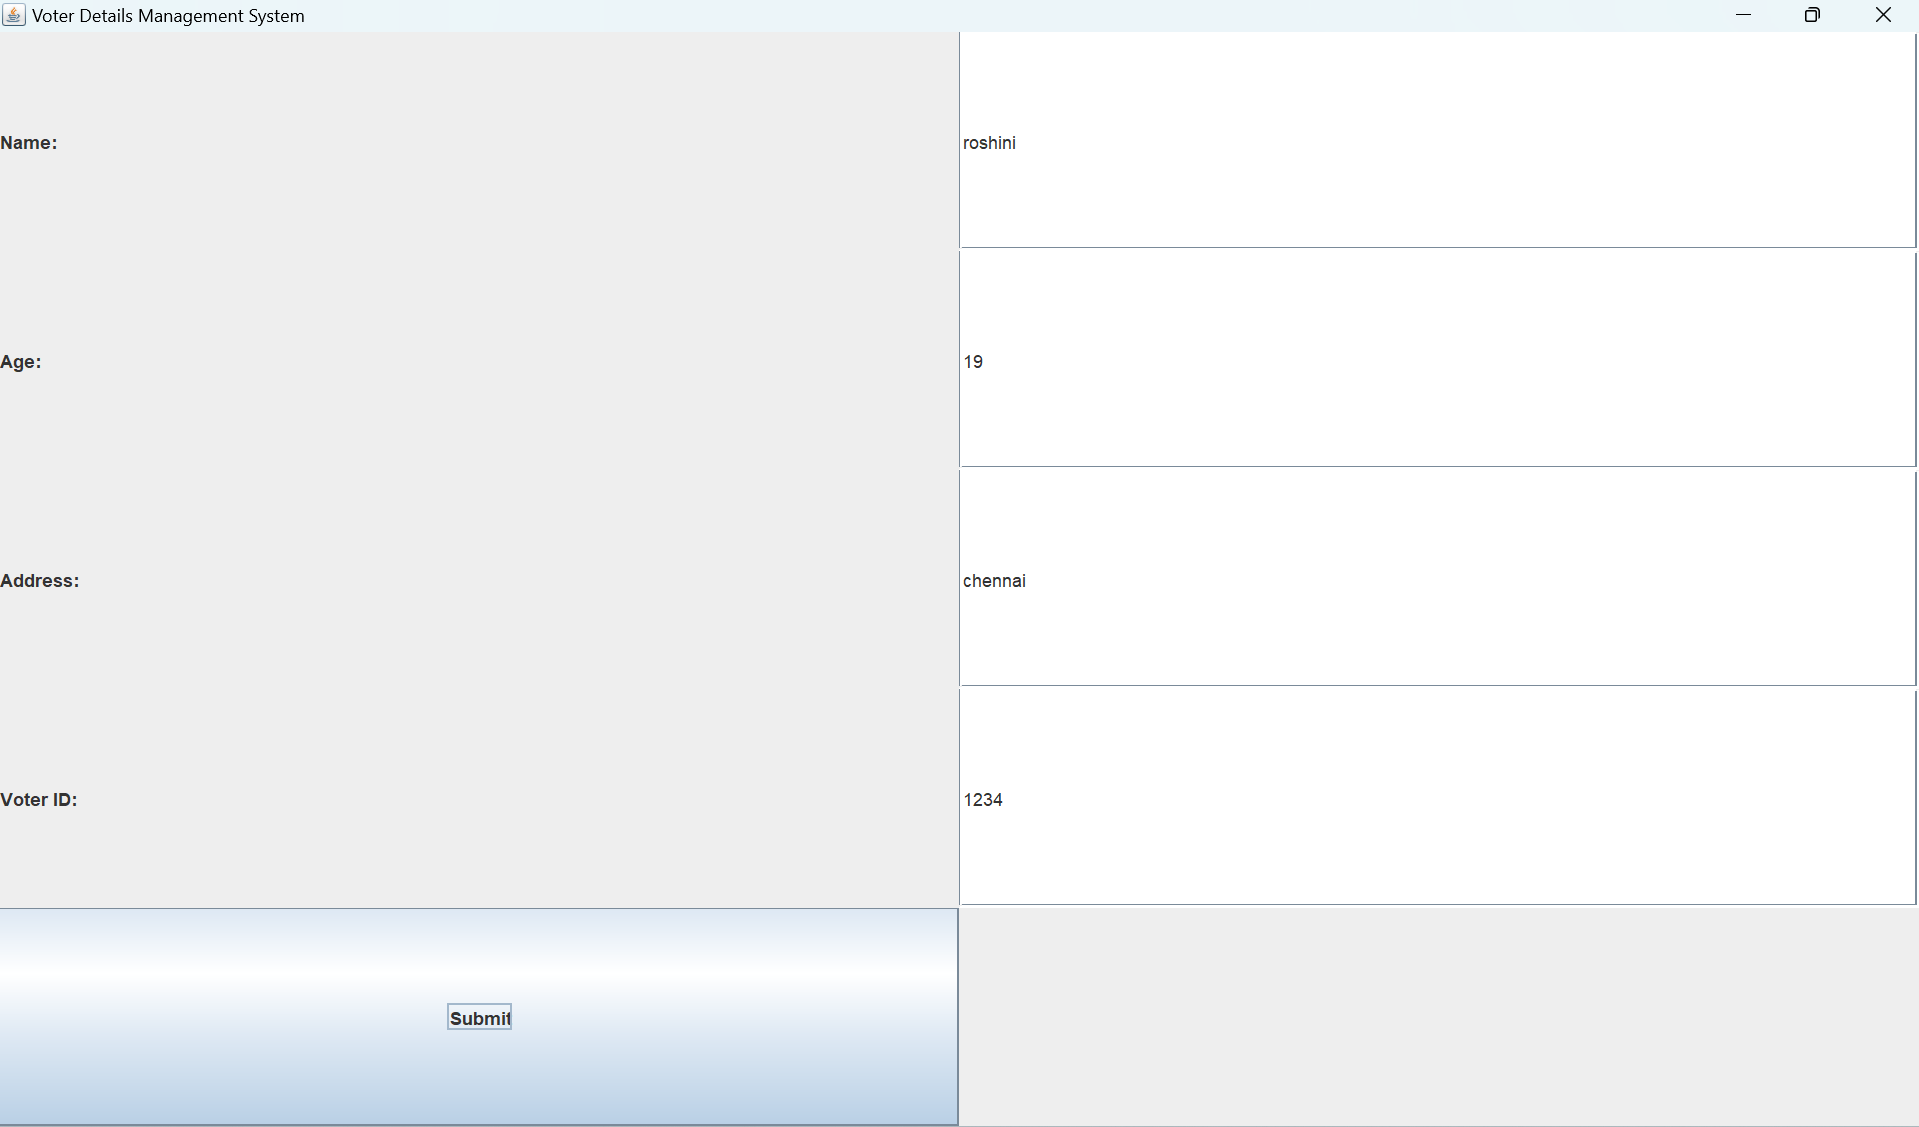 Voter Details Management System
Name: roshini
Age: 19
Address: chennai
Voter ID: 1234
Submit